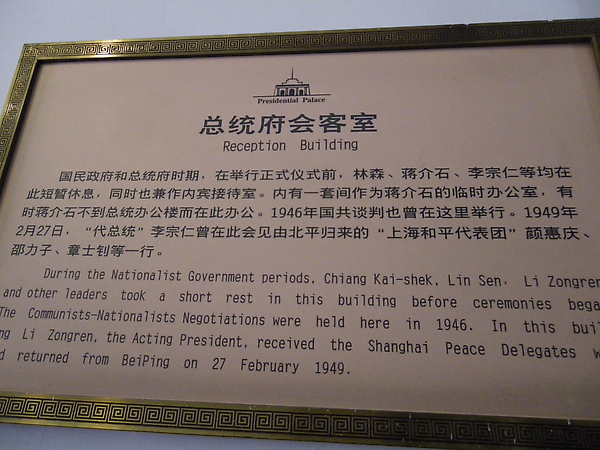 Presidential Palace
总统府会客室
Reception Building
国民政府和总统府时期，在举行正式仪式前，林森、蒋介石、李宗仁等均在
此短暂休息，同时也兼作内宾接待室。内有一套间作为蒋介石的临时办公室，有
时蒋介石不到总统办公楼而在此办公。1946年国共谈判也曾在这里举行。1949年
2月27日，“代总统”李宗仁曾在此会见由北平归来的“上海和平代表团”颜惠庆、
邵力子、章士钊等一行。
During the Nationalist Government periods, Chiang Kai-shek, Lin Sen, Li Zongren
and other leaders took a short rest in this building before ceremonies bega
The Communists-Nationalists Negotiations were held here in 1946. In this buil
ng Li Zongren, the Acting President, received the Shanghai Peace Delegates w
d returned from BeiPing on 27 February 1949.